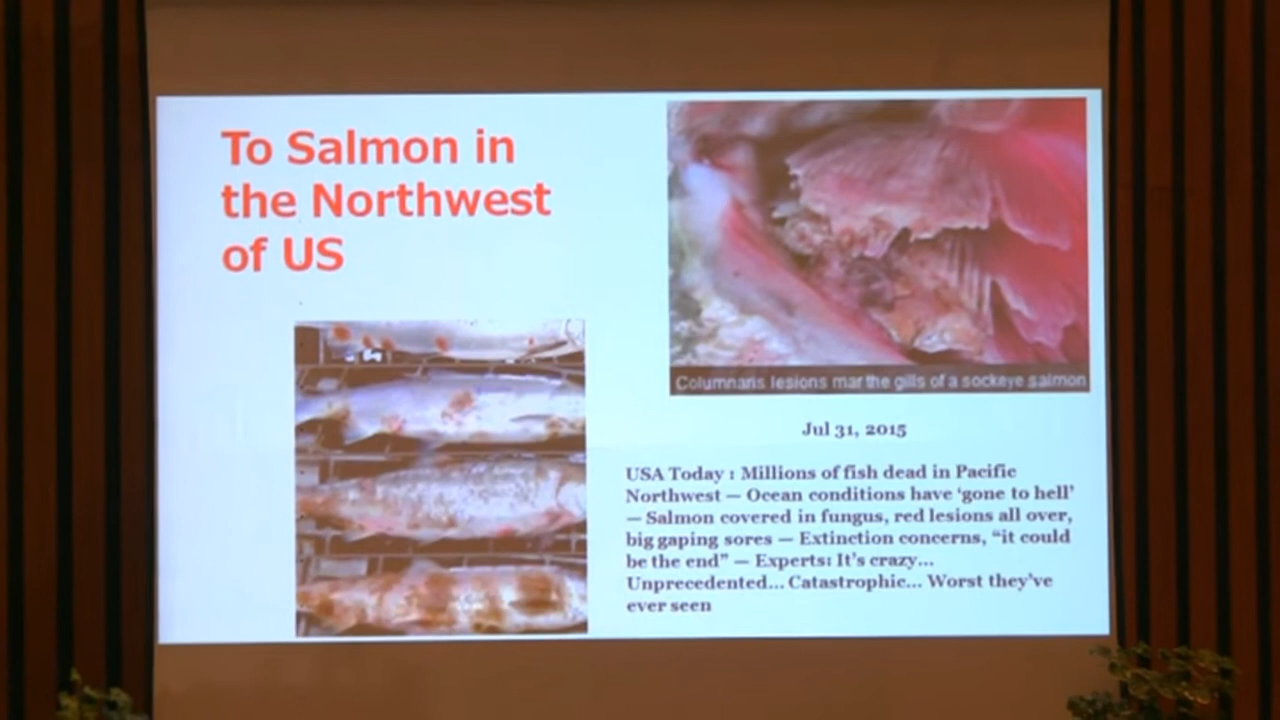 To Salmon in
the Northwest
of US
Columnaris lesions mar the gills of a sockeye salmon
Jul 31, 2015
USA Today : Millions of fish dead in Pacific
Northwest — Ocean conditions have ‘gone to hell’
— Salmon covered in fungus, red lesions all over,
big gaping sores — Extinction concerns, “it could
be the end” — Experts: It’s crazy...
Unprecedented... Catastrophic... Worst they’ve
ever seen